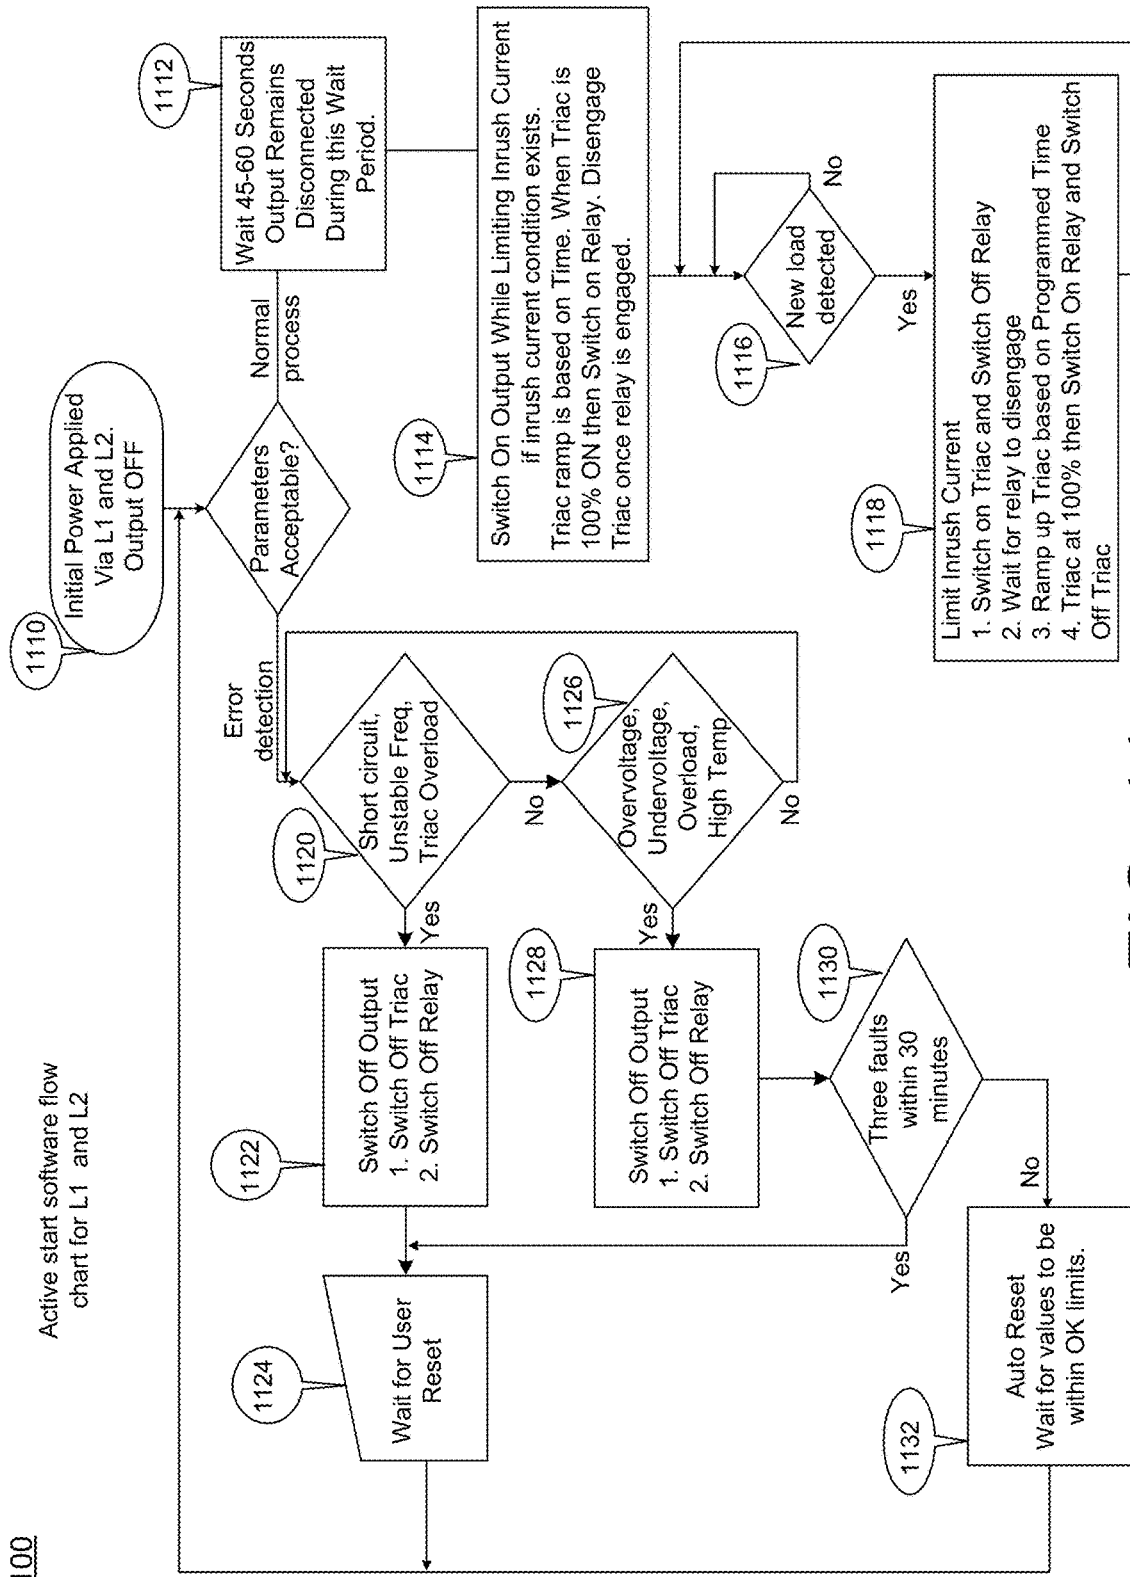 100
Active start software flow
chart for L1 and L2
1110
Initial Power Applied
Via L1 and L2.
Output OFF
Parameters
Acceptable?
Normal
process
1112
Wait 45-60 Seconds
Output Remains
Disconnected
During this Wait
Period.
1114
Switch On Output While Limiting Inrush Current
if inrush current condition exists.
Triac ramp is based on Time. When Triac is
100% ON then Switch on Relay. Disengage
Triac once relay is engaged.
1116
New load
detected
No
Yes
1118
Limit Inrush Current
1. Switch on Triac and Switch Off Relay
2. Wait for relay to disengage
3. Ramp up Triac based on Programmed Time
4. Triac at 100% then Switch On Relay and Switch
Off Triac
Error
detection
1120
Short circuit,
Unstable Freq,
Triac Overload
Yes
No
1122
Switch Off Output
1. Switch Off Triac
2. Switch Off Relay
1124
Wait for User
Reset
1126
Overvoltage,
Undervoltage,
Overload,
High Temp
Yes
No
1128
Switch Off Output
1. Switch Off Triac
2. Switch Off Relay
1130
Three faults
within 30
minutes
Yes
No
1132
Auto Reset
Wait for values to be
within OK limits.